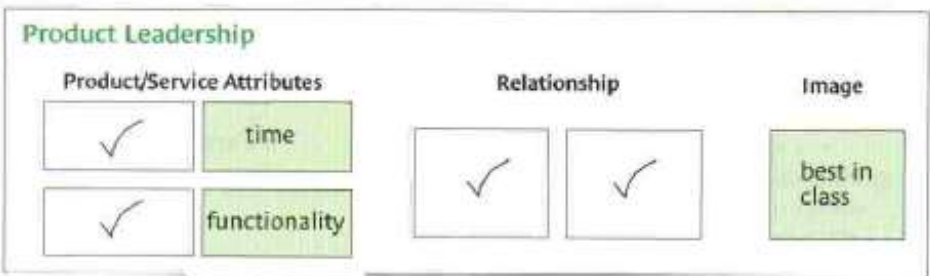 Product Leadership
Product/Service Attributes
Relationship
Image
✓
time
✓
✓
best in
class
✓
functionality